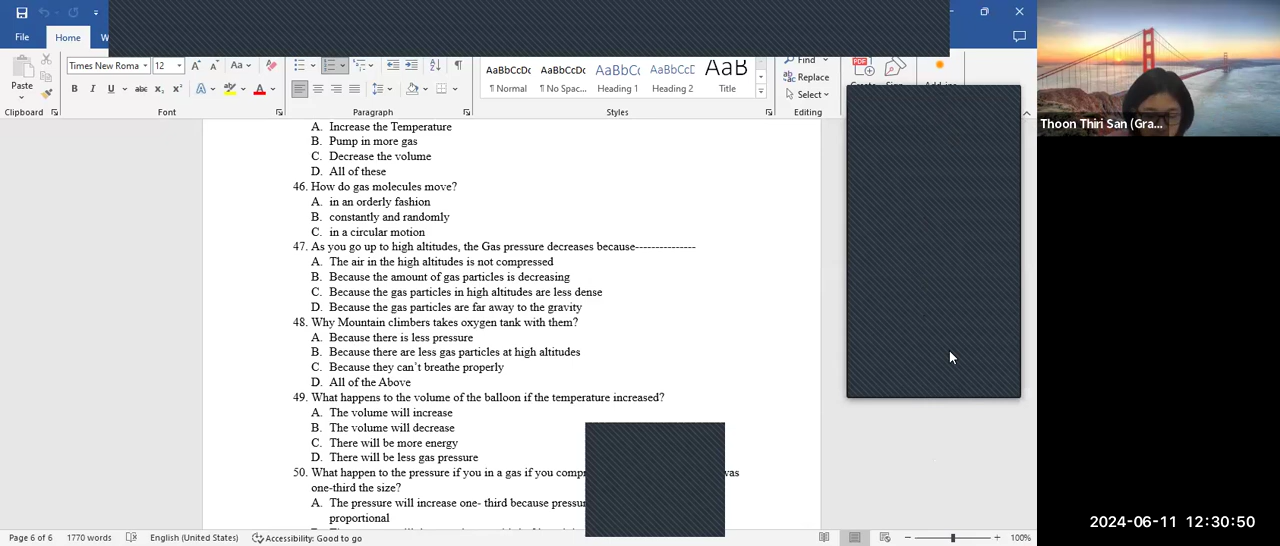 File Home
Times New Roma 12 Aa
Paste
B I U abc x₂ x² A A
Clipboard Font Paragraph Styles Editing
AaBbCcDc AaBbCcDc AaBbC AaBbCcD AaB
¶ Normal ¶ No Spac... Heading 1 Heading 2 Title
Replace
Select
PDF
A. Increase the Temperature
B. Pump in more gas
C. Decrease the volume
D. All of these
46. How do gas molecules move?
A. in an orderly fashion
B. constantly and randomly
C. in a circular motion
47. As you go up to high altitudes, the Gas pressure decreases because---------------
A. The air in the high altitudes is not compressed
B. Because the amount of gas particles is decreasing
C. Because the gas particles in high altitudes are less dense
D. Because the gas particles are far away to the gravity
48. Why Mountain climbers takes oxygen tank with them?
A. Because there is less pressure
B. Because there are less gas particles at high altitudes
C. Because they can't breathe properly
D. All of the Above
49. What happens to the volume of the balloon if the temperature increased?
A. The volume will increase
B. The volume will decrease
C. There will be more energy
D. There will be less gas pressure
50. What happen to the pressure if you in a gas if you compr was
one-third the size?
A. The pressure will increase one- third because pressur
proportional
Page 6 of 6 1770 words English (United States) Accessibility: Good to go 100%
Thoon Thiri San (Gra...
2024-06-11 12:30:50